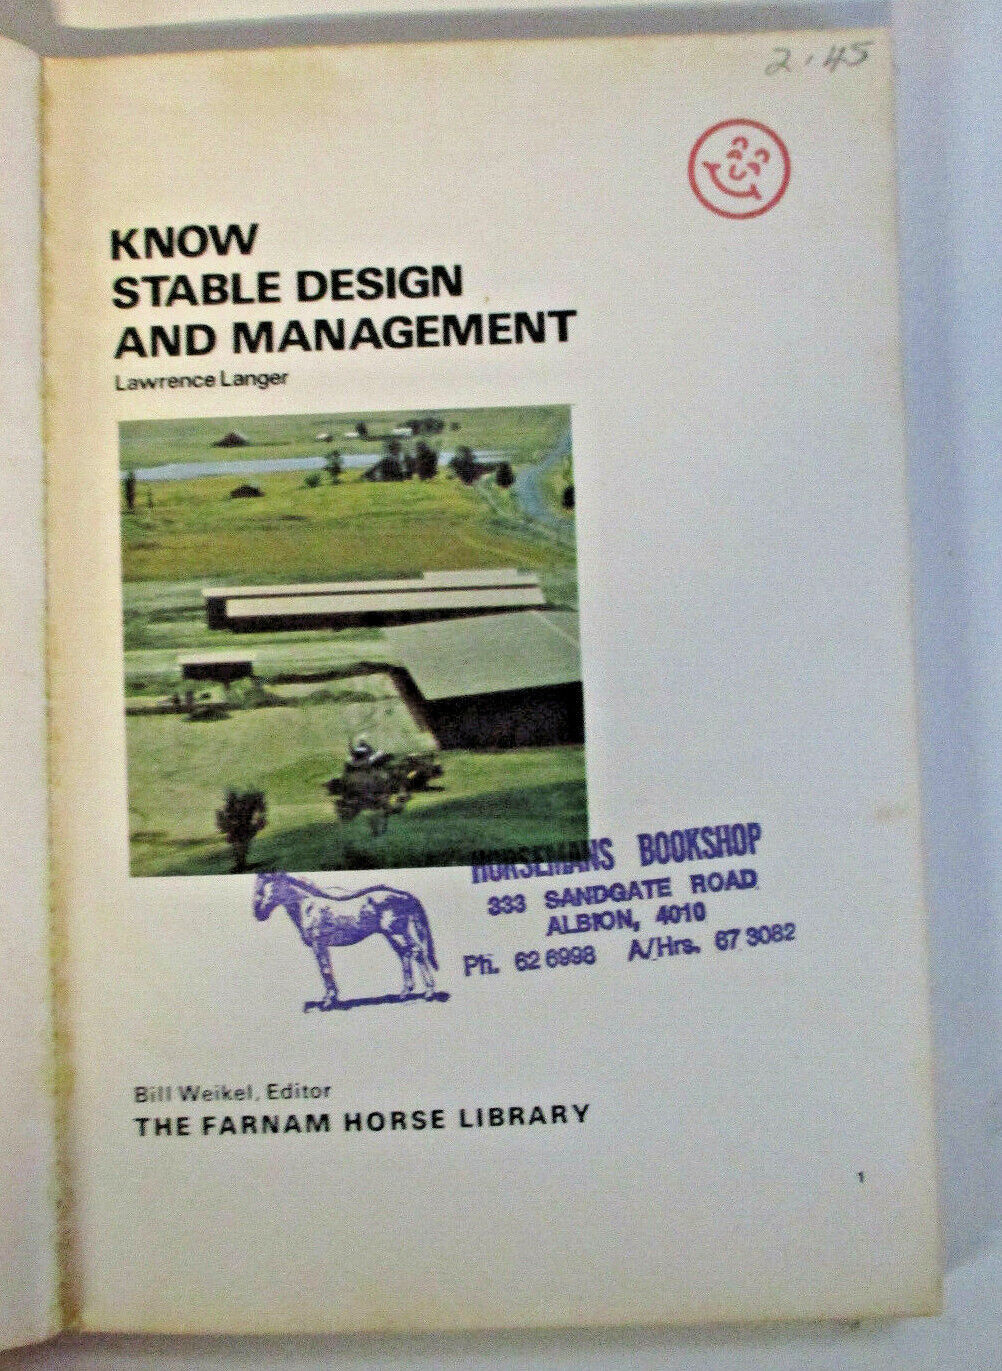 2.45
KNOW
STABLE DESIGN
AND MANAGEMENT
Lawrence Langer
HORSEMANS BOOKSHOP
333 SANDGATE ROAD
ALBION, 4010
Ph. 62 6998 A/Hrs. 67 3082
Bill Weikel, Editor
THE FARNAM HORSE LIBRARY
1